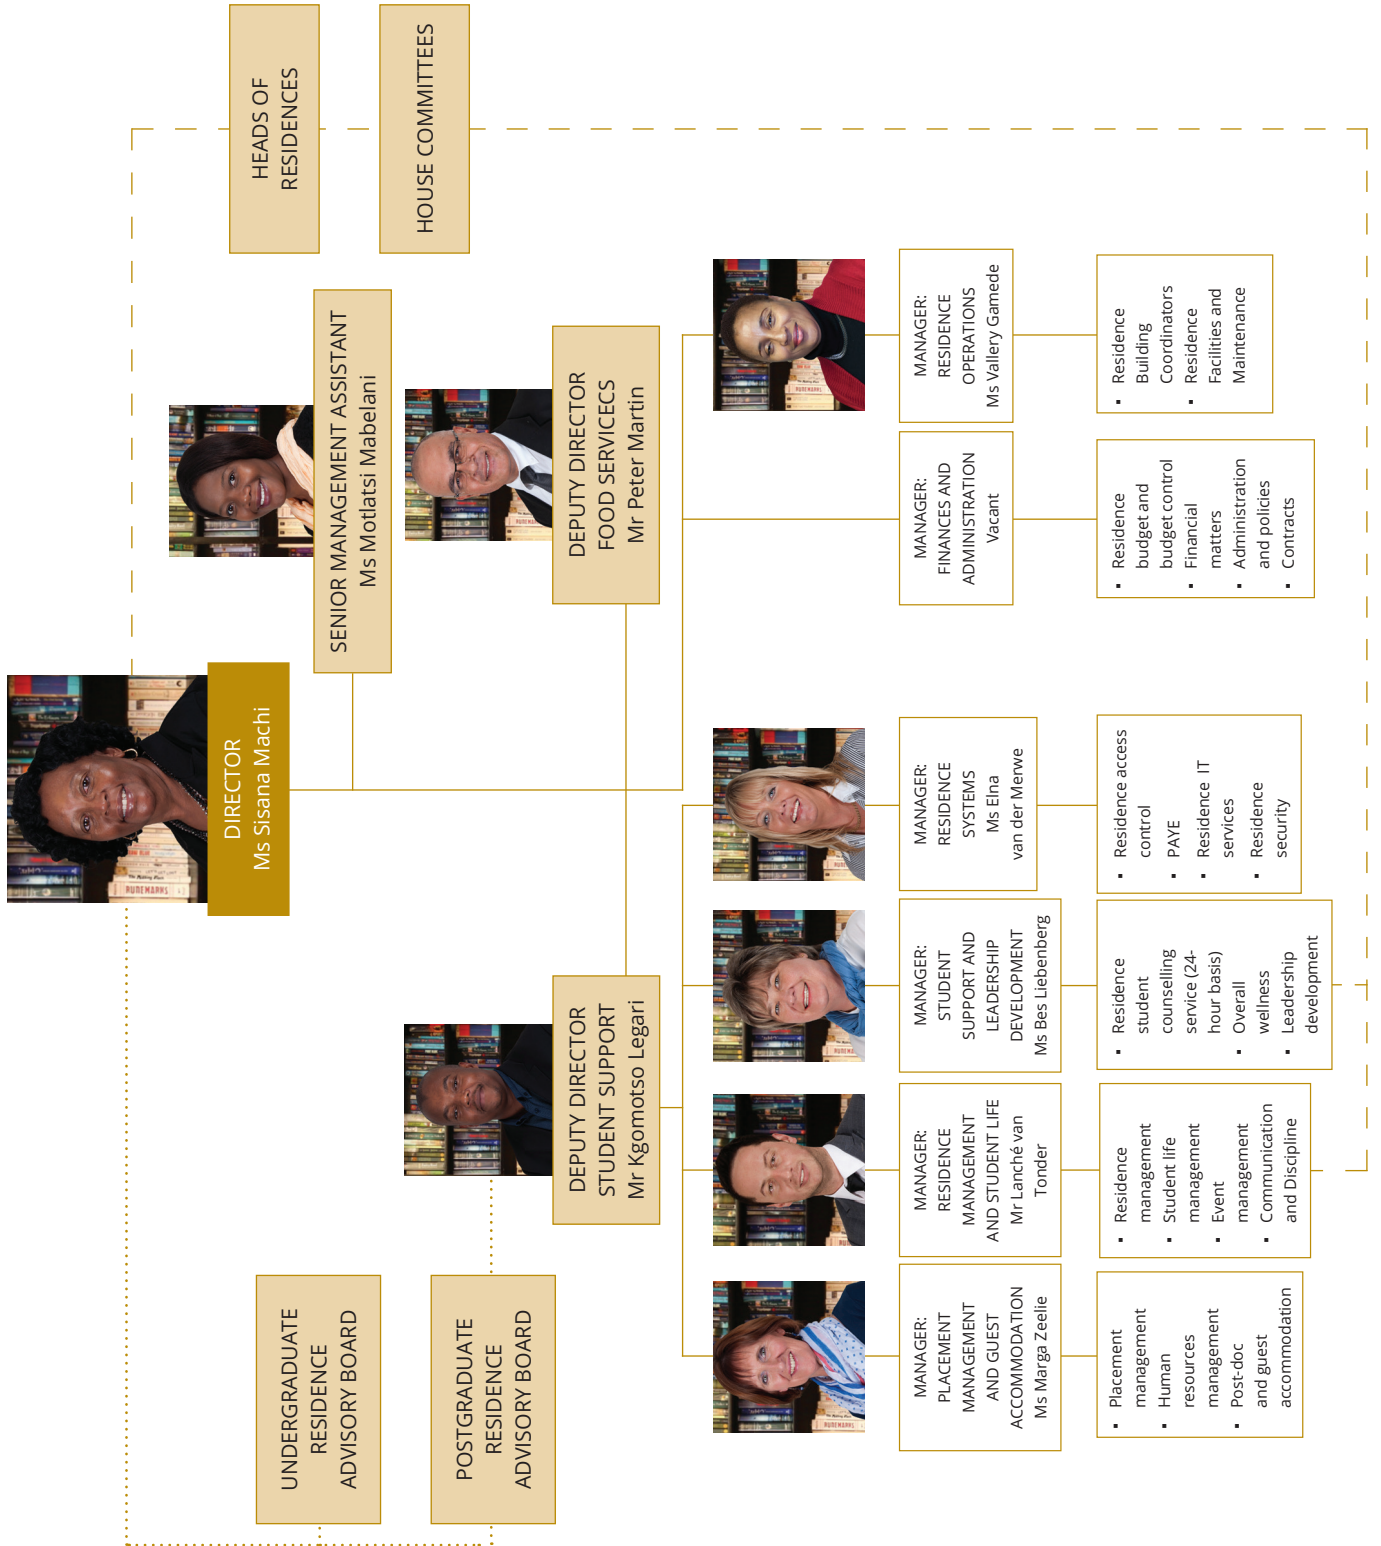 DIRECTOR
Ms Sisana Machi
SENIOR MANAGEMENT ASSISTANT
Ms Motlatsi Mabelani
HEADS OF
RESIDENCES
HOUSE COMMITTEES
UNDERGRADUATE
RESIDENCE
ADVISORY BOARD
POSTGRADUATE
RESIDENCE
ADVISORY BOARD
DEPUTY DIRECTOR
STUDENT SUPPORT
Mr Kgomotso Legari
DEPUTY DIRECTOR
FOOD SERVICECS
Mr Peter Martin
MANAGER:
PLACEMENT
MANAGEMENT
AND GUEST
ACCOMMODATION
Ms Marga Zeelie
MANAGER:
RESIDENCE
MANAGEMENT
AND STUDENT LIFE
Mr Lanché van
Tonder
MANAGER:
STUDENT
SUPPORT AND
LEADERSHIP
DEVELOPMENT
Ms Bes Liebenberg
MANAGER:
RESIDENCE
SYSTEMS
Ms Elna
van der Merwe
MANAGER:
FINANCES AND
ADMINISTRATION
Vacant
MANAGER:
RESIDENCE
OPERATIONS
Ms Vallery Gamede
▪ Placement
management
▪ Human
resources
management
▪ Post-doc
and guest
accommodation
▪ Residence
management
▪ Student life
management
▪ Event
management
▪ Communication
and Discipline
▪ Residence
student
counselling
service (24-
hour basis)
▪ Overall
wellness
▪ Leadership
development
▪ Residence access
control
▪ PAYE
▪ Residence IT
services
▪ Residence
security
▪ Residence
budget and
budget control
▪ Financial
matters
▪ Administration
and policies
▪ Contracts
▪ Residence
Building
Coordinators
▪ Residence
Facilities and
Maintenance